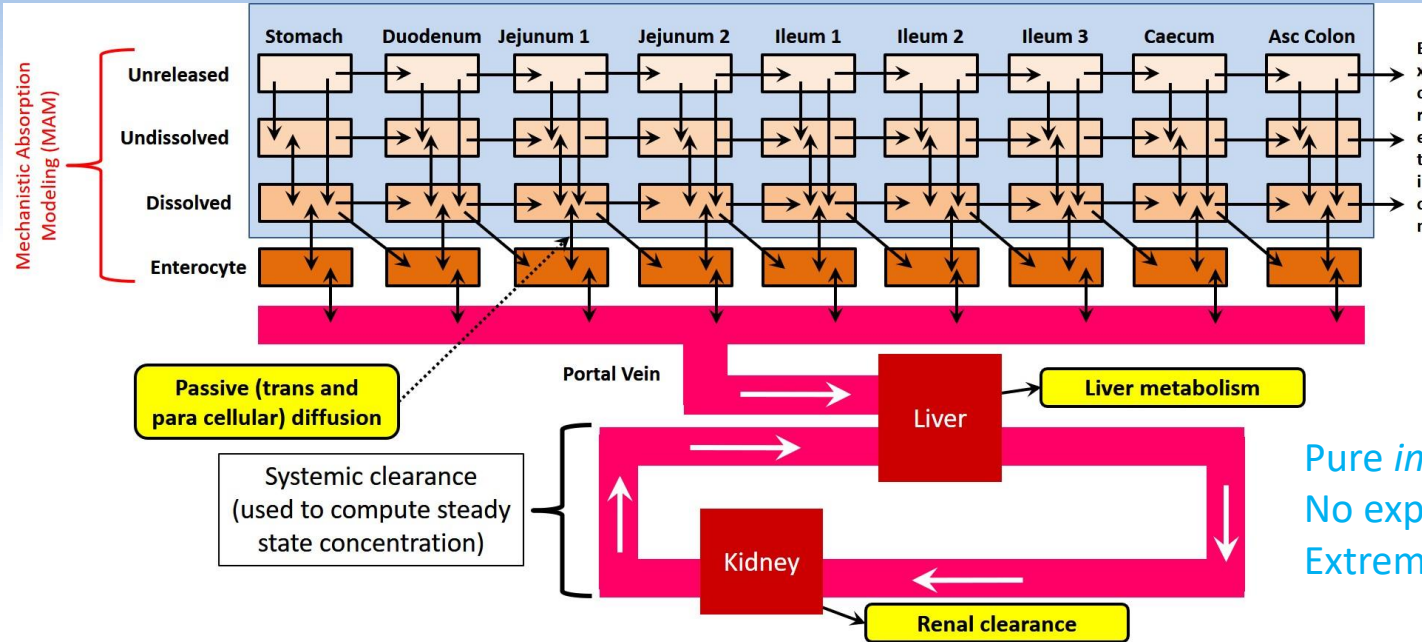 Stomach Duodenum Jejunum 1 Jejunum 2 Ileum 1 Ileum 2 Ileum 3 Caecum Asc Colon
Mechanistic Absorption
Modeling (MAM)
Unreleased
Undissolved
Dissolved
Enterocyte
Excretion
Passive (trans and
para cellular) diffusion
Portal Vein
Liver
Liver metabolism
Systemic clearance
(used to compute steady
state concentration)
Kidney
Renal clearance
Pure in
No exp
Extrem